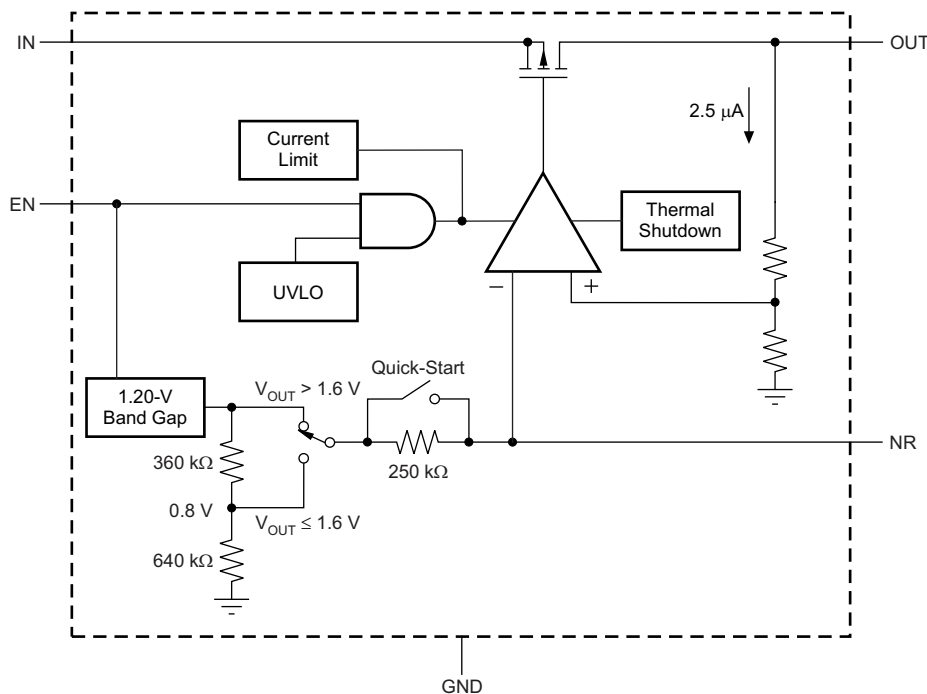 IN
OUT
2.5 μA
Current
Limit
EN
Thermal
Shutdown
UVLO
−
+
Quick-Start
V_OUT > 1.6 V
1.20-V
Band Gap
NR
360 kΩ
250 kΩ
0.8 V
V_OUT ≤ 1.6 V
640 kΩ
GND